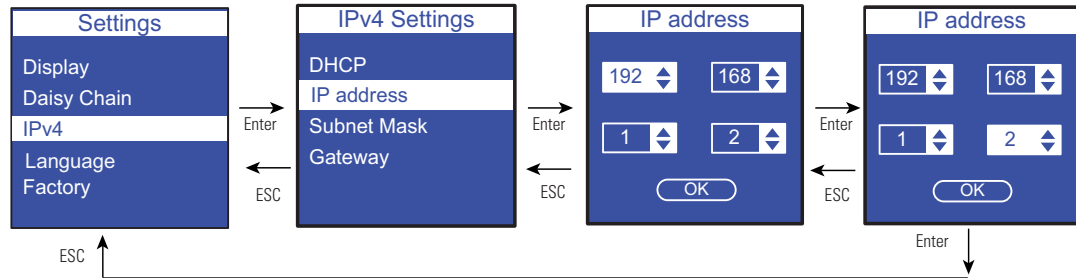 Settings
Display
Daisy Chain
IPv4
Language
Factory
Enter
ESC
IPv4 Settings
DHCP
IP address
Subnet Mask
Gateway
Enter
ESC
IP address
192 168
1 2
OK
Enter
ESC
IP address
192 168
1 2
OK
Enter
ESC